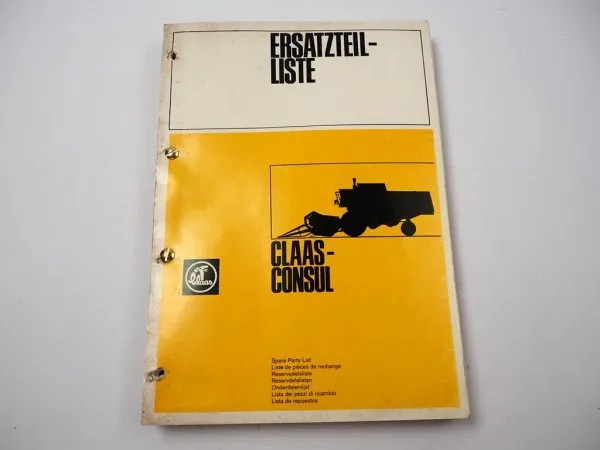 ERSATZTEIL-
LISTE
CLAAS-
CONSUL
Claas
Spare Parts List
Liste de pièces de rechange
Reservedelsliste
Reservdelslistan
Onderdelenlijst
Lista dei pezzi di ricambio
Lista de repuestos